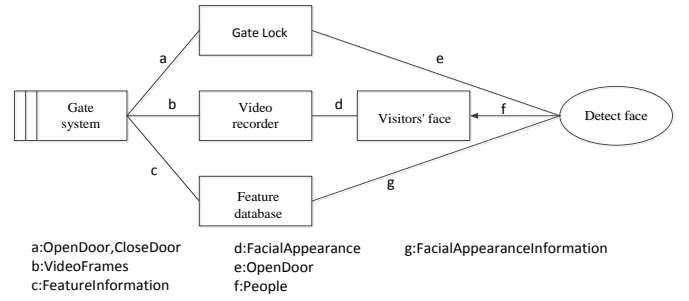 Gate Lock
a
e
Gate
system
b
Video
recorder
d
Visitors' face
f
Detect face
c
g
Feature
database
a:OpenDoor,CloseDoor
b:VideoFrames
c:FeatureInformation
d:FacialAppearance
e:OpenDoor
f:People
g:FacialAppearanceInformation